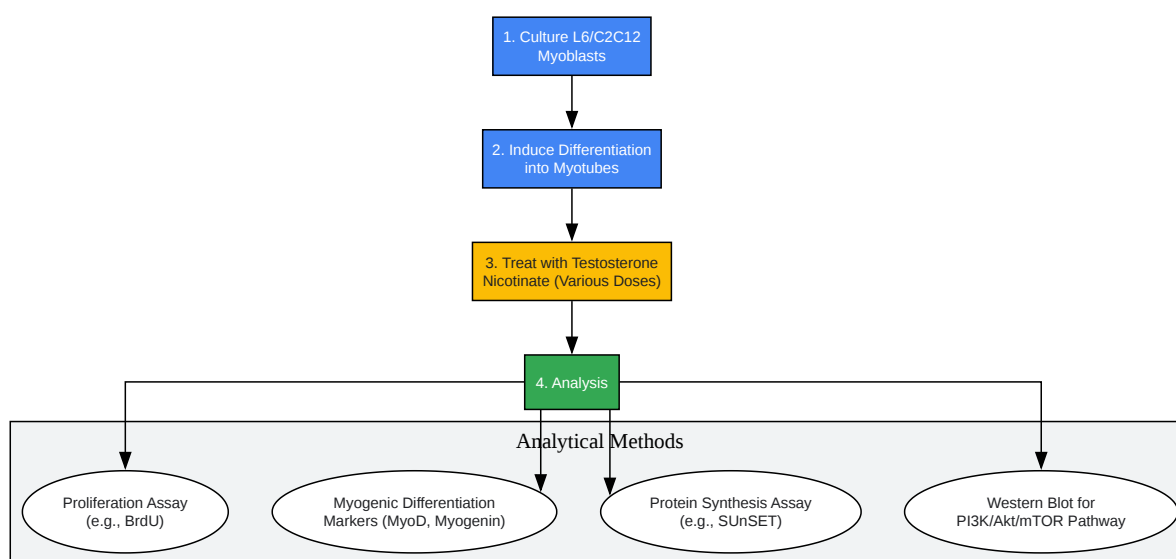 1. Culture L6/C2C12
Myoblasts
2. Induce Differentiation
into Myotubes
3. Treat with Testosterone
Nicotinate (Various Doses)
4. Analysis
Analytical Methods
Proliferation Assay
(e.g., BrdU)
Myogenic Differentiation
Markers (MyoD, Myogenin)
Protein Synthesis Assay
(e.g., SUnSET)
Western Blot for
PI3K/Akt/mTOR Pathway